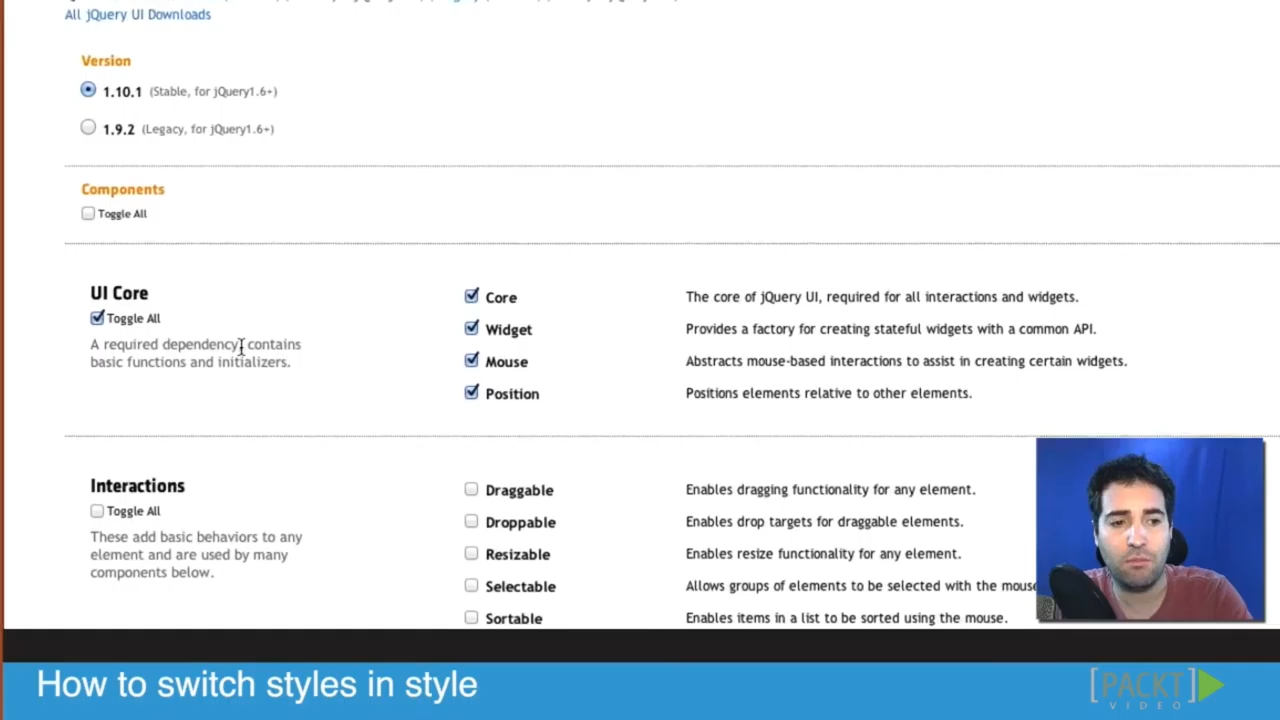 All jQuery UI Downloads
Version
1.10.1 (Stable, for jQuery1.6+)
1.9.2 (Legacy, for jQuery1.6+)
Components
Toggle All
UI Core
Toggle All
A required dependency, contains
basic functions and initializers.
Core The core of jQuery UI, required for all interactions and widgets.
Widget Provides a factory for creating stateful widgets with a common API.
Mouse Abstracts mouse-based interactions to assist in creating certain widgets.
Position Positions elements relative to other elements.
Interactions
Toggle All
These add basic behaviors to any
element and are used by many
components below.
Draggable Enables dragging functionality for any element.
Droppable Enables drop targets for draggable elements.
Resizable Enables resize functionality for any element.
Selectable Allows groups of elements to be selected with the mouse
Sortable Enables items in a list to be sorted using the mouse.
How to switch styles in style
[PACKT]
VIDEO